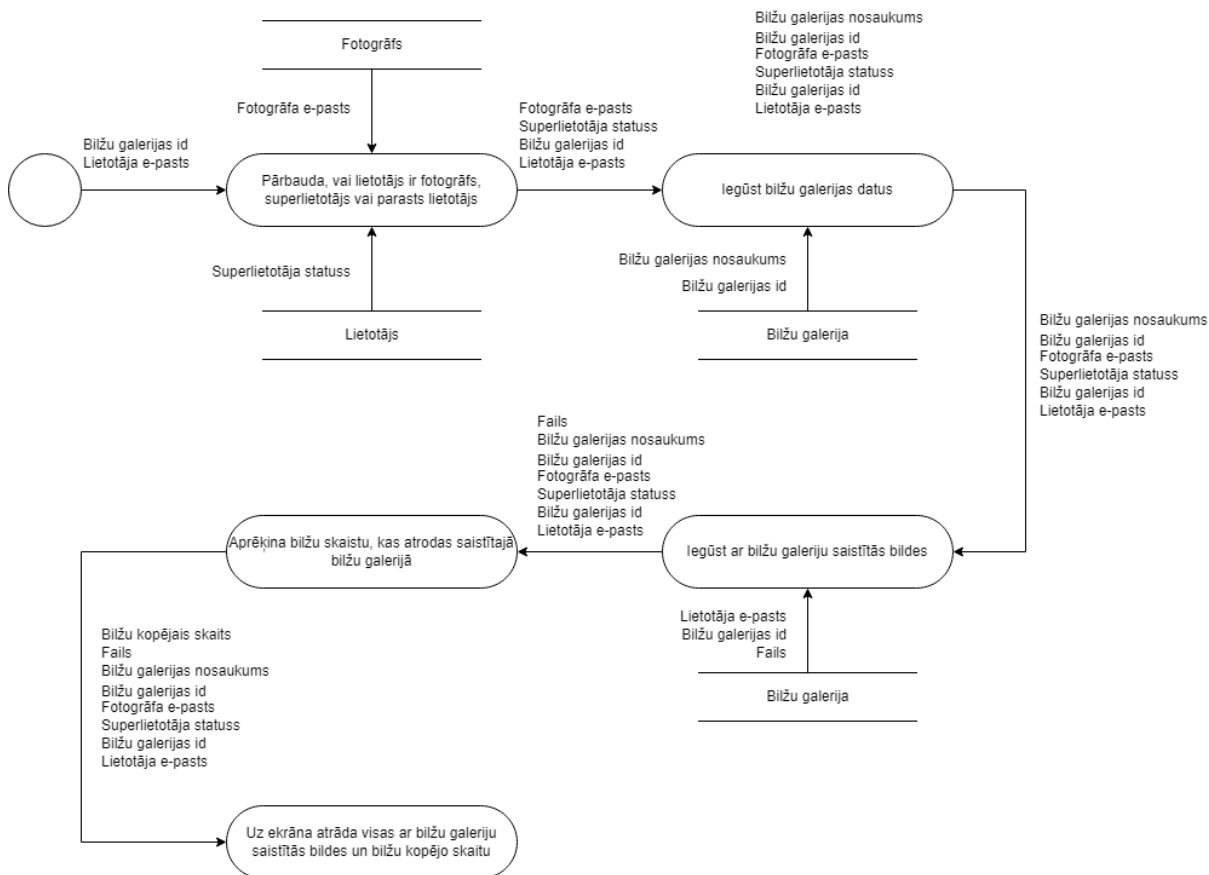 Fotogrāfs
Bilžu galerijas nosaukums
Bilžu galerijas id
Fotogrāfa e-pasts
Superlietotāja statuss
Bilžu galerijas id
Lietotāja e-pasts
Fotogrāfa e-pasts
Fotogrāfa e-pasts
Superlietotāja statuss
Bilžu galerijas id
Lietotāja e-pasts
Bilžu galerijas id
Lietotāja e-pasts
Pārbauda, vai lietotājs ir fotogrāfs,
superlietotājs vai parasts lietotājs
Iegūst bilžu galerijas datus
Superlietotāja statuss
Bilžu galerijas nosaukums
Bilžu galerijas id
Lietotājs
Bilžu galerija
Bilžu galerijas nosaukums
Bilžu galerijas id
Fotogrāfa e-pasts
Superlietotāja statuss
Bilžu galerijas id
Lietotāja e-pasts
Fails
Bilžu galerijas nosaukums
Bilžu galerijas id
Fotogrāfa e-pasts
Superlietotāja statuss
Bilžu galerijas id
Lietotāja e-pasts
Iegūst ar bilžu galeriju saistītās bildes
Aprēķina bilžu skaistu, kas atrodas saistītajā
bilžu galerijā
Lietotāja e-pasts
Bilžu galerijas id
Fails
Bilžu galerija
Bilžu kopējais skaits
Fails
Bilžu galerijas nosaukums
Bilžu galerijas id
Fotogrāfa e-pasts
Superlietotāja statuss
Bilžu galerijas id
Lietotāja e-pasts
Uz ekrāna atrāda visas ar bilžu galeriju
saistītās bildes un bilžu kopējo skaitu